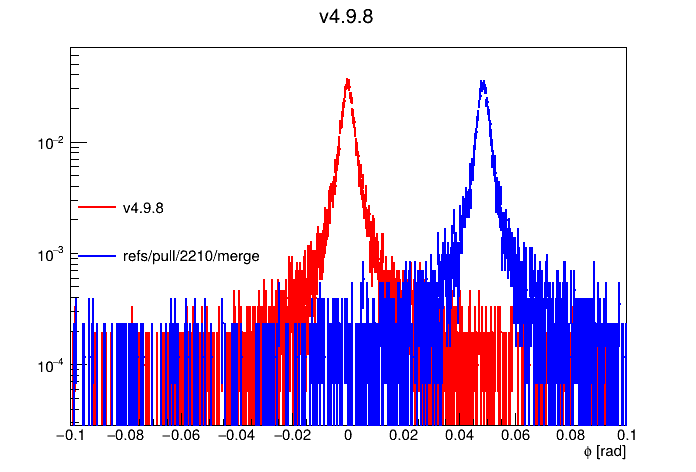 v4.9.8
10⁻²
v4.9.8
10⁻³
refs/pull/2210/merge
10⁻⁴
−0.1 −0.08 −0.06 −0.04 −0.02 0 0.02 0.04 0.06 0.08 0.1
ϕ [rad]